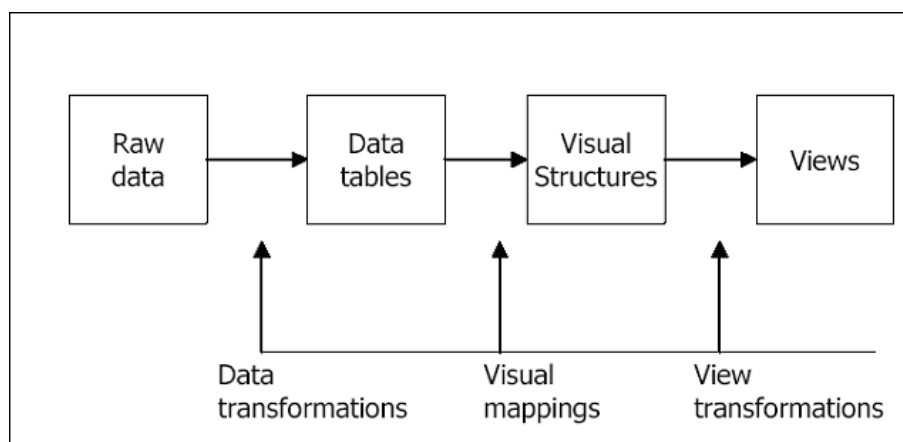 Raw
data
Data
tables
Visual
Structures
Views
Data
transformations
Visual
mappings
View
transformations